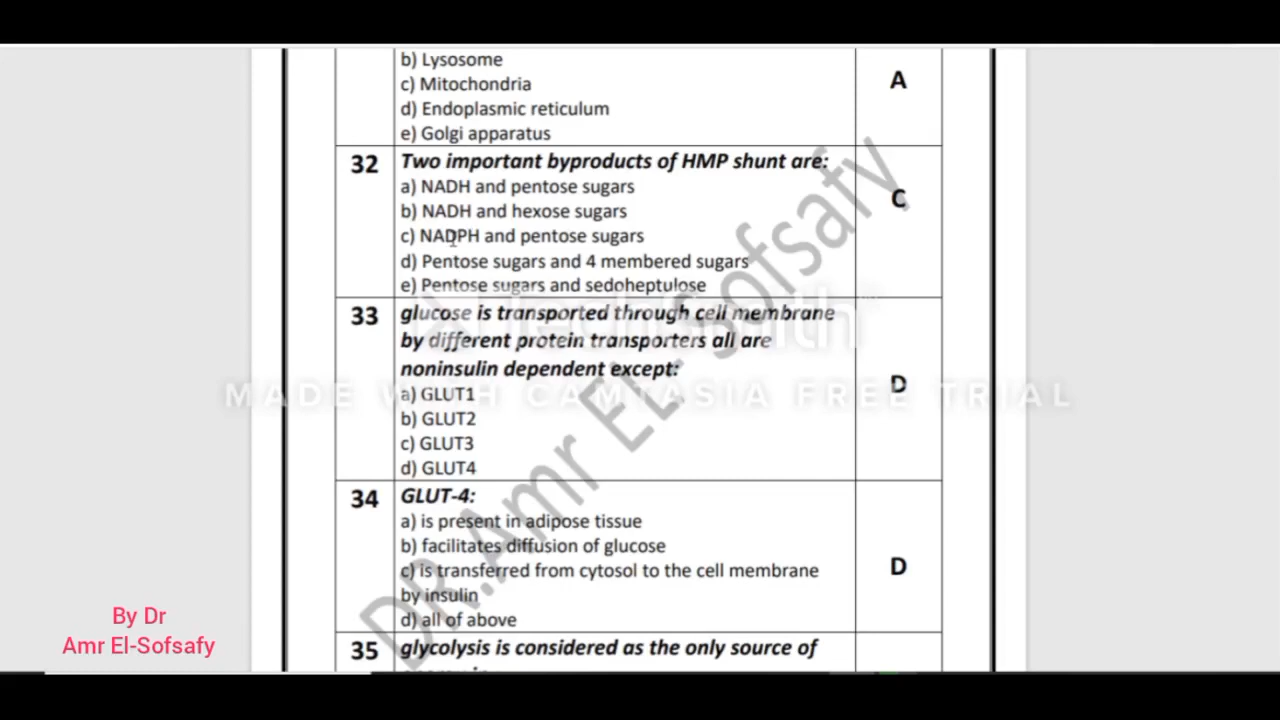 b) Lysosome
c) Mitochondria
d) Endoplasmic reticulum
e) Golgi apparatus
A
32
Two important byproducts of HMP shunt are:
a) NADH and pentose sugars
b) NADH and hexose sugars
c) NADPH and pentose sugars
d) Pentose sugars and 4 membered sugars
e) Pentose sugars and sedoheptulose
C
33
glucose is transported through cell membrane
by different protein transporters all are
noninsulin dependent except:
a) GLUT1
b) GLUT2
c) GLUT3
d) GLUT4
D
34
GLUT-4:
a) is present in adipose tissue
b) facilitates diffusion of glucose
c) is transferred from cytosol to the cell membrane
by insulin
d) all of above
D
35
glycolysis is considered as the only source of
DR.Amr EL-Sofsafy
TechSmith
MADE WITH CAMTASIA FREE TRIAL
By Dr
Amr El-Sofsafy